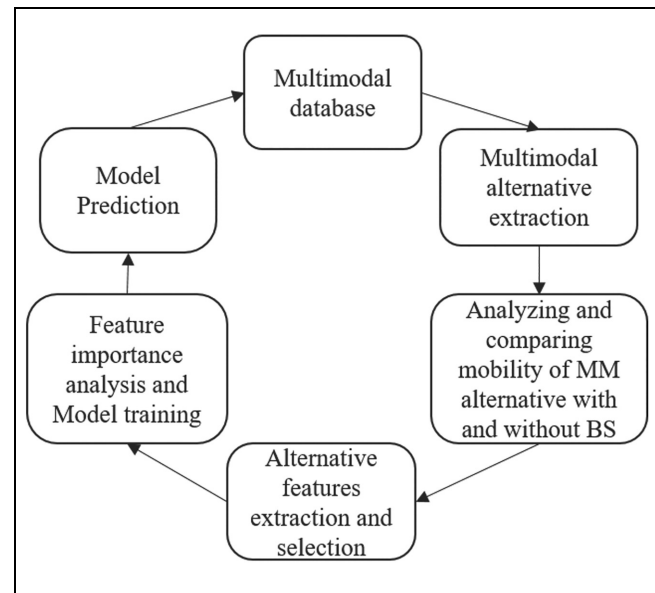 Multimodal
database
Multimodal
alternative
extraction
Analyzing and
comparing
mobility of MM
alternative with
and without BS
Alternative
features
extraction and
selection
Feature
importance
analysis and
Model training
Model
Prediction